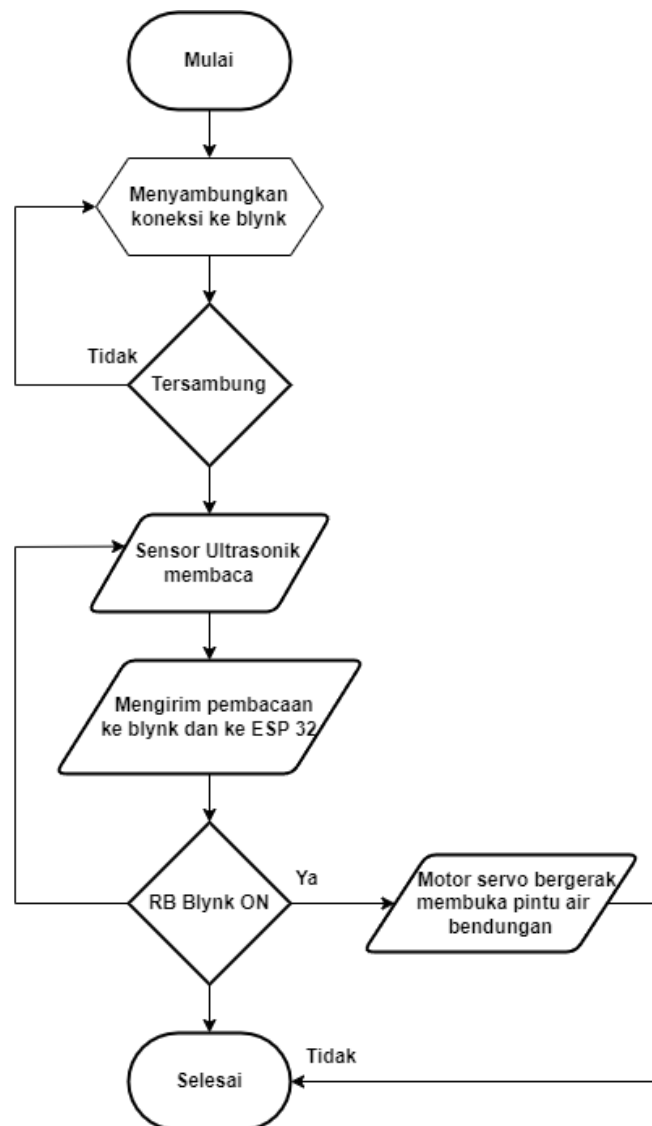 Mulai
Menyambungkan
koneksi ke blynk
Tidak
Tersambung
Sensor Ultrasonik
membaca
Mengirim pembacaan
ke blynk dan ke ESP 32
RB Blynk ON
Ya
Motor servo bergerak
membuka pintu air
bendungan
Tidak
Selesai